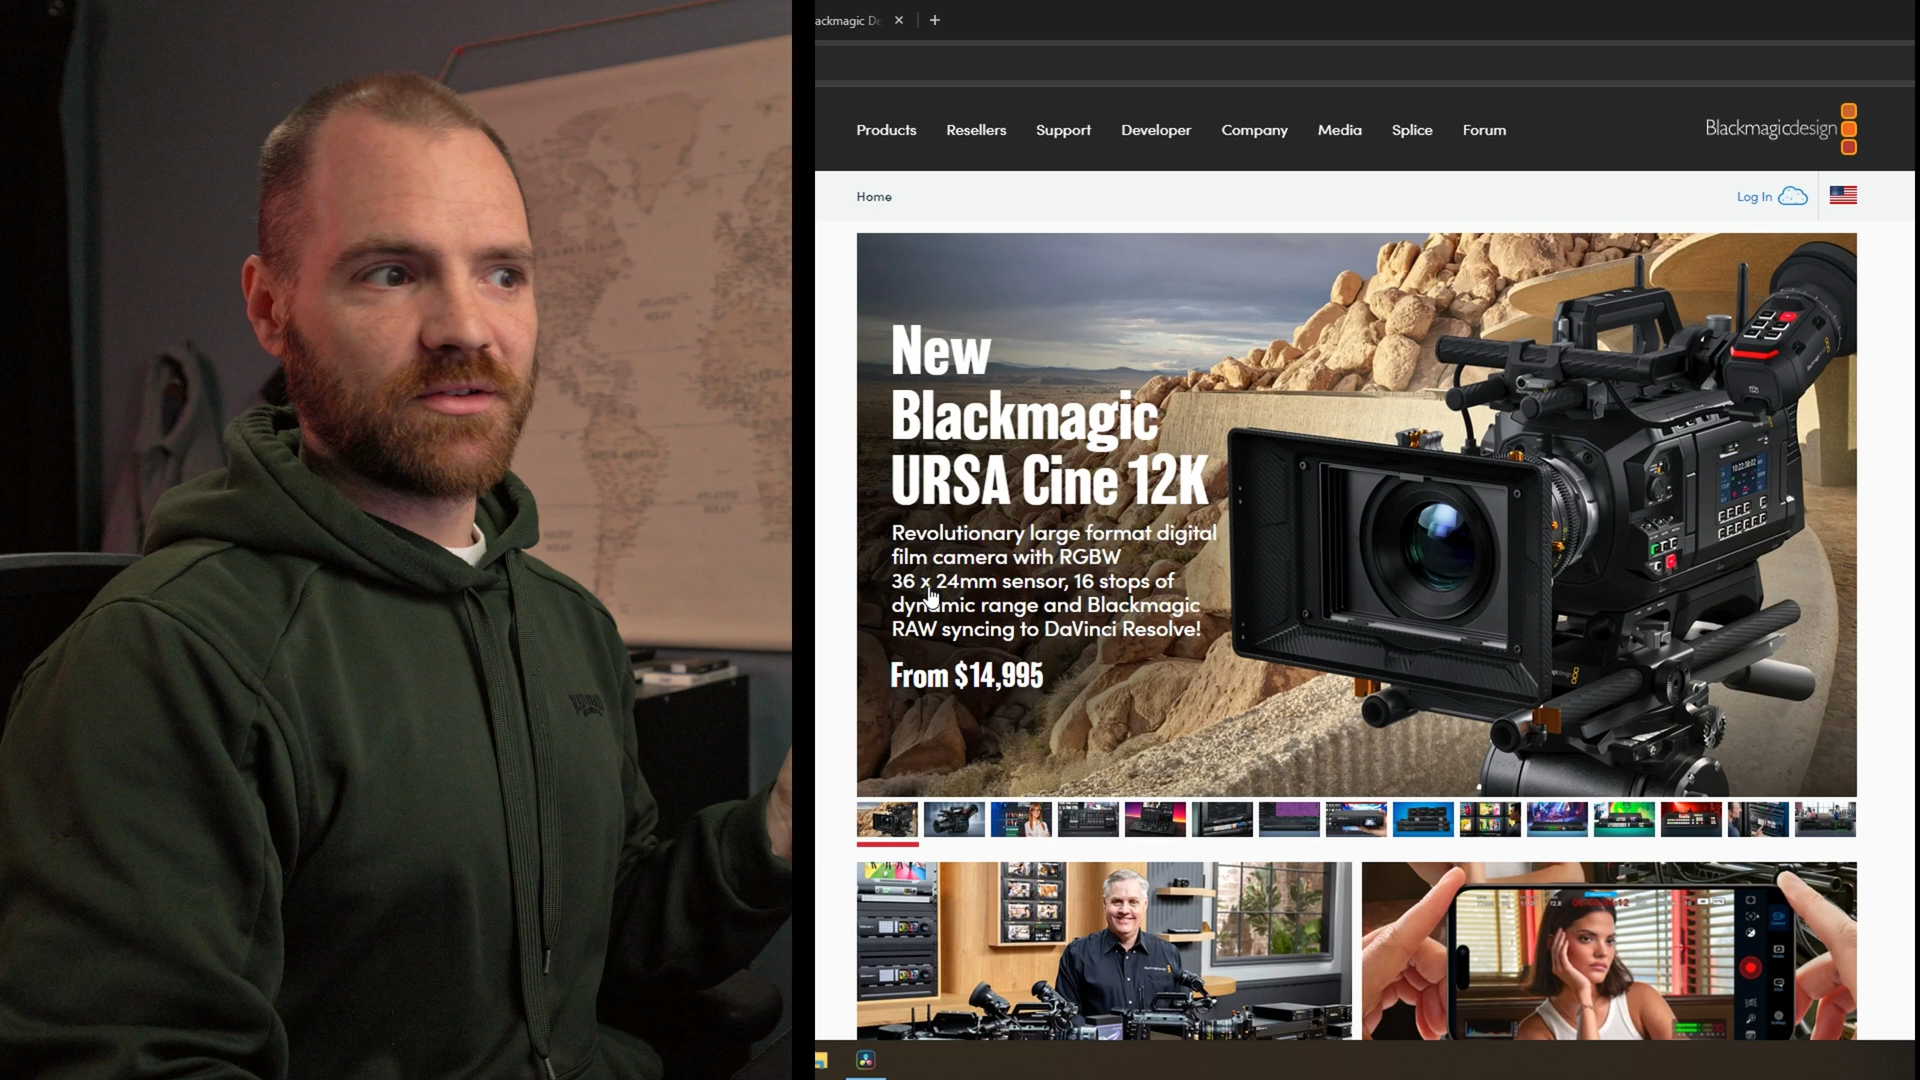 ackmagic De
Products Resellers Support Developer Company Media Splice Forum
Blackmagicdesign
Home
Log In
New
Blackmagic
URSA Cine 12K
Revolutionary large format digital
film camera with RGBW
36 x 24mm sensor, 16 stops of
dynamic range and Blackmagic
RAW syncing to DaVinci Resolve!
From $14,995